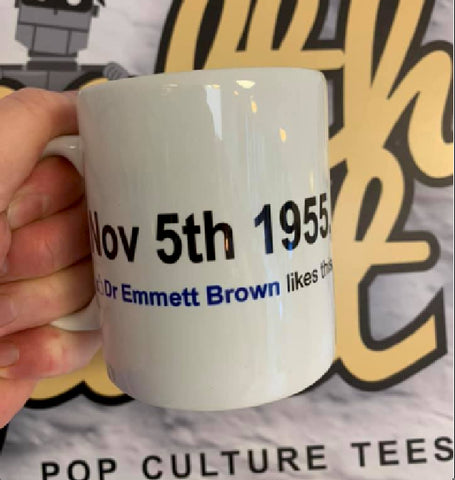 Nov 5th 1955
Dr Emmett Brown likes this
POP CULTURE TEES